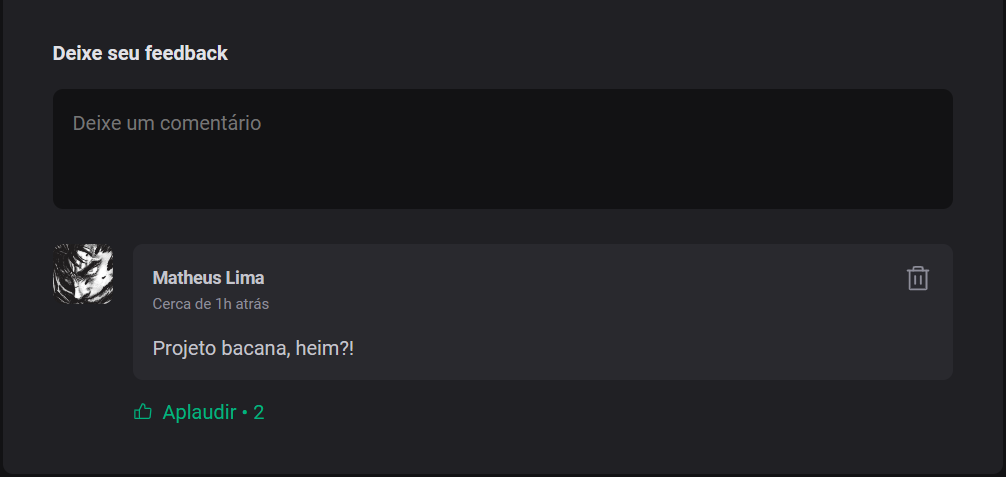 Deixe seu feedback
Deixe um comentário
Matheus Lima
Cerca de 1h atrás
Projeto bacana, heim?!
Aplaudir • 2